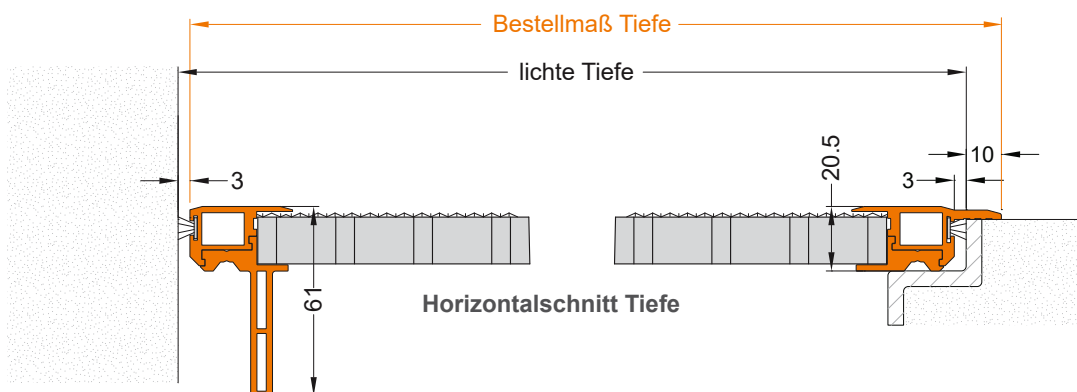 Bestellmaß Tiefe
lichte Tiefe
10
3
20.5
3
61
Horizontalschnitt Tiefe